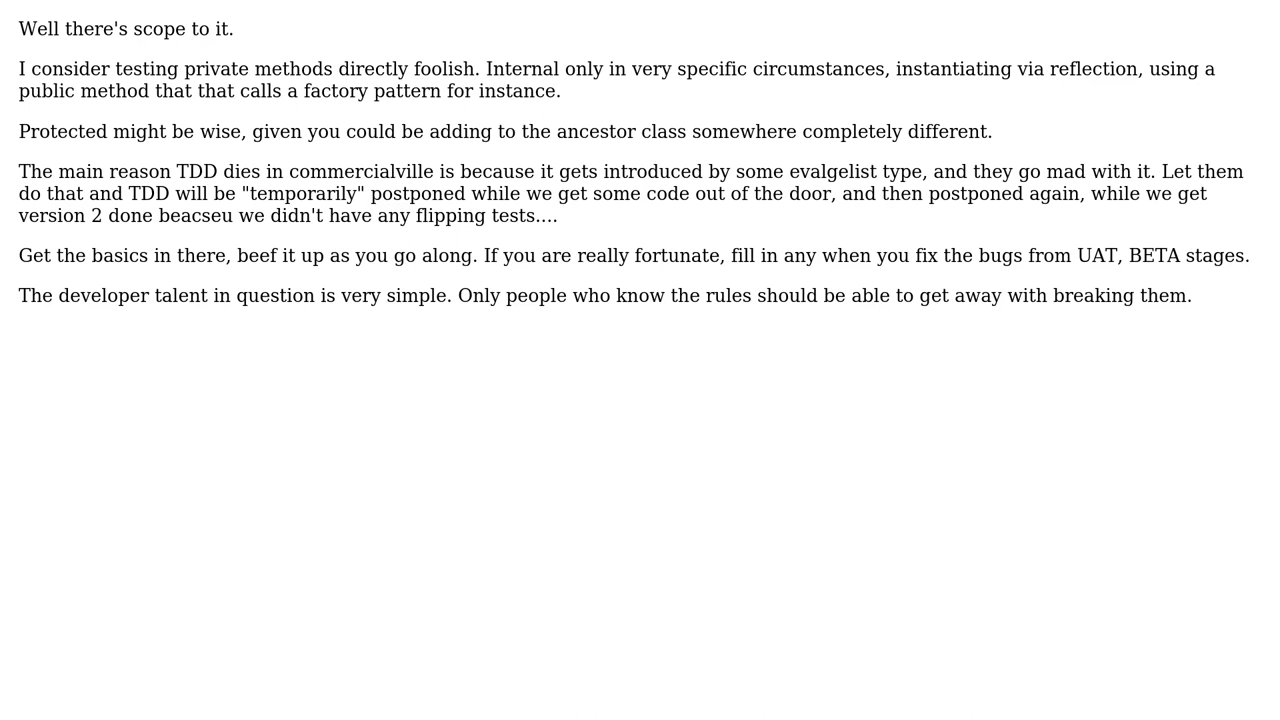 Well there's scope to it.
I consider testing private methods directly foolish. Internal only in very specific circumstances, instantiating via reflection, using a
public method that that calls a factory pattern for instance.
Protected might be wise, given you could be adding to the ancestor class somewhere completely different.
The main reason TDD dies in commercialville is because it gets introduced by some evalgelist type, and they go mad with it. Let them
do that and TDD will be "temporarily" postponed while we get some code out of the door, and then postponed again, while we get
version 2 done beacseu we didn't have any flipping tests....
Get the basics in there, beef it up as you go along. If you are really fortunate, fill in any when you fix the bugs from UAT, BETA stages.
The developer talent in question is very simple. Only people who know the rules should be able to get away with breaking them.